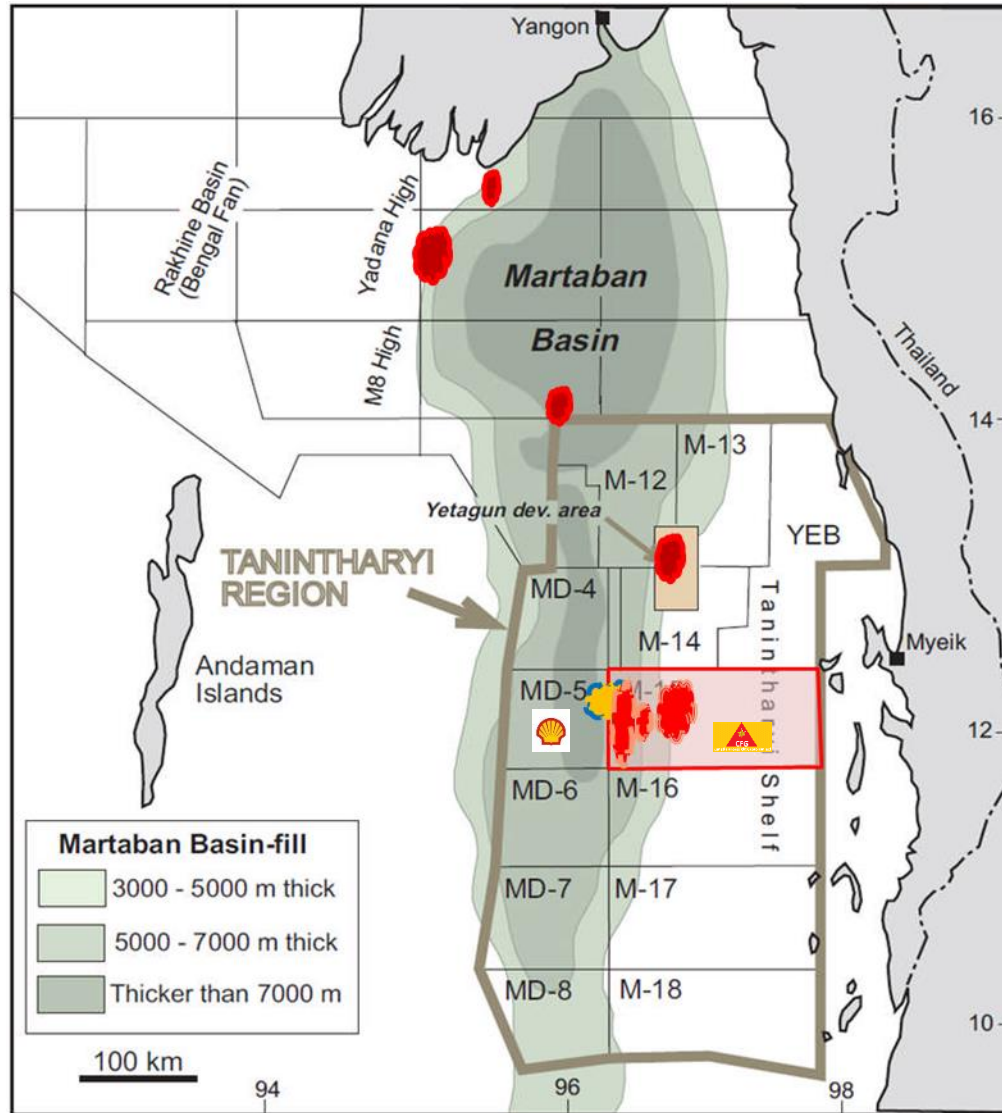 Yangon
16
Rakhine Basin
(Bengal Fan)
Yadana High
Martaban
Basin
M8 High
Thailand
14
M-13
M-12
Yetagun dev. area
YEB
TANINTHARYI
REGION
MD-4
M-14
Tanintharyi Shelf
Myeik
Andaman
Islands
MD-5
M-15
CFG
12
MD-6
M-16
Martaban Basin-fill
3000 - 5000 m thick
5000 - 7000 m thick
Thicker than 7000 m
MD-7
M-17
MD-8
M-18
10
100 km
94
96
98